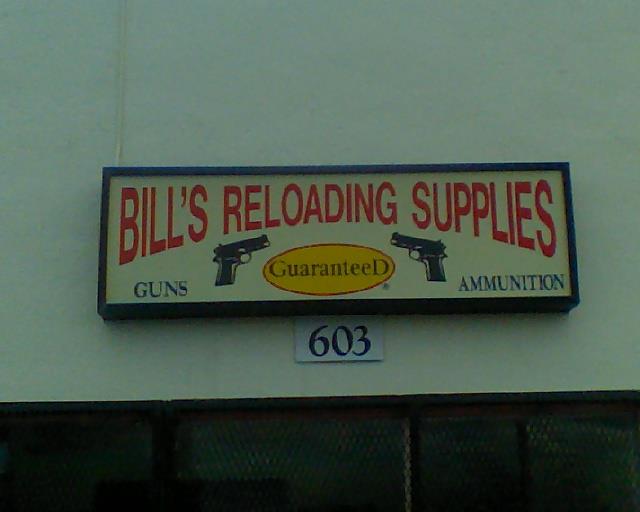 BILL'S RELOADING SUPPLIES
GuaranteeD ®
GUNS AMMUNITION
603